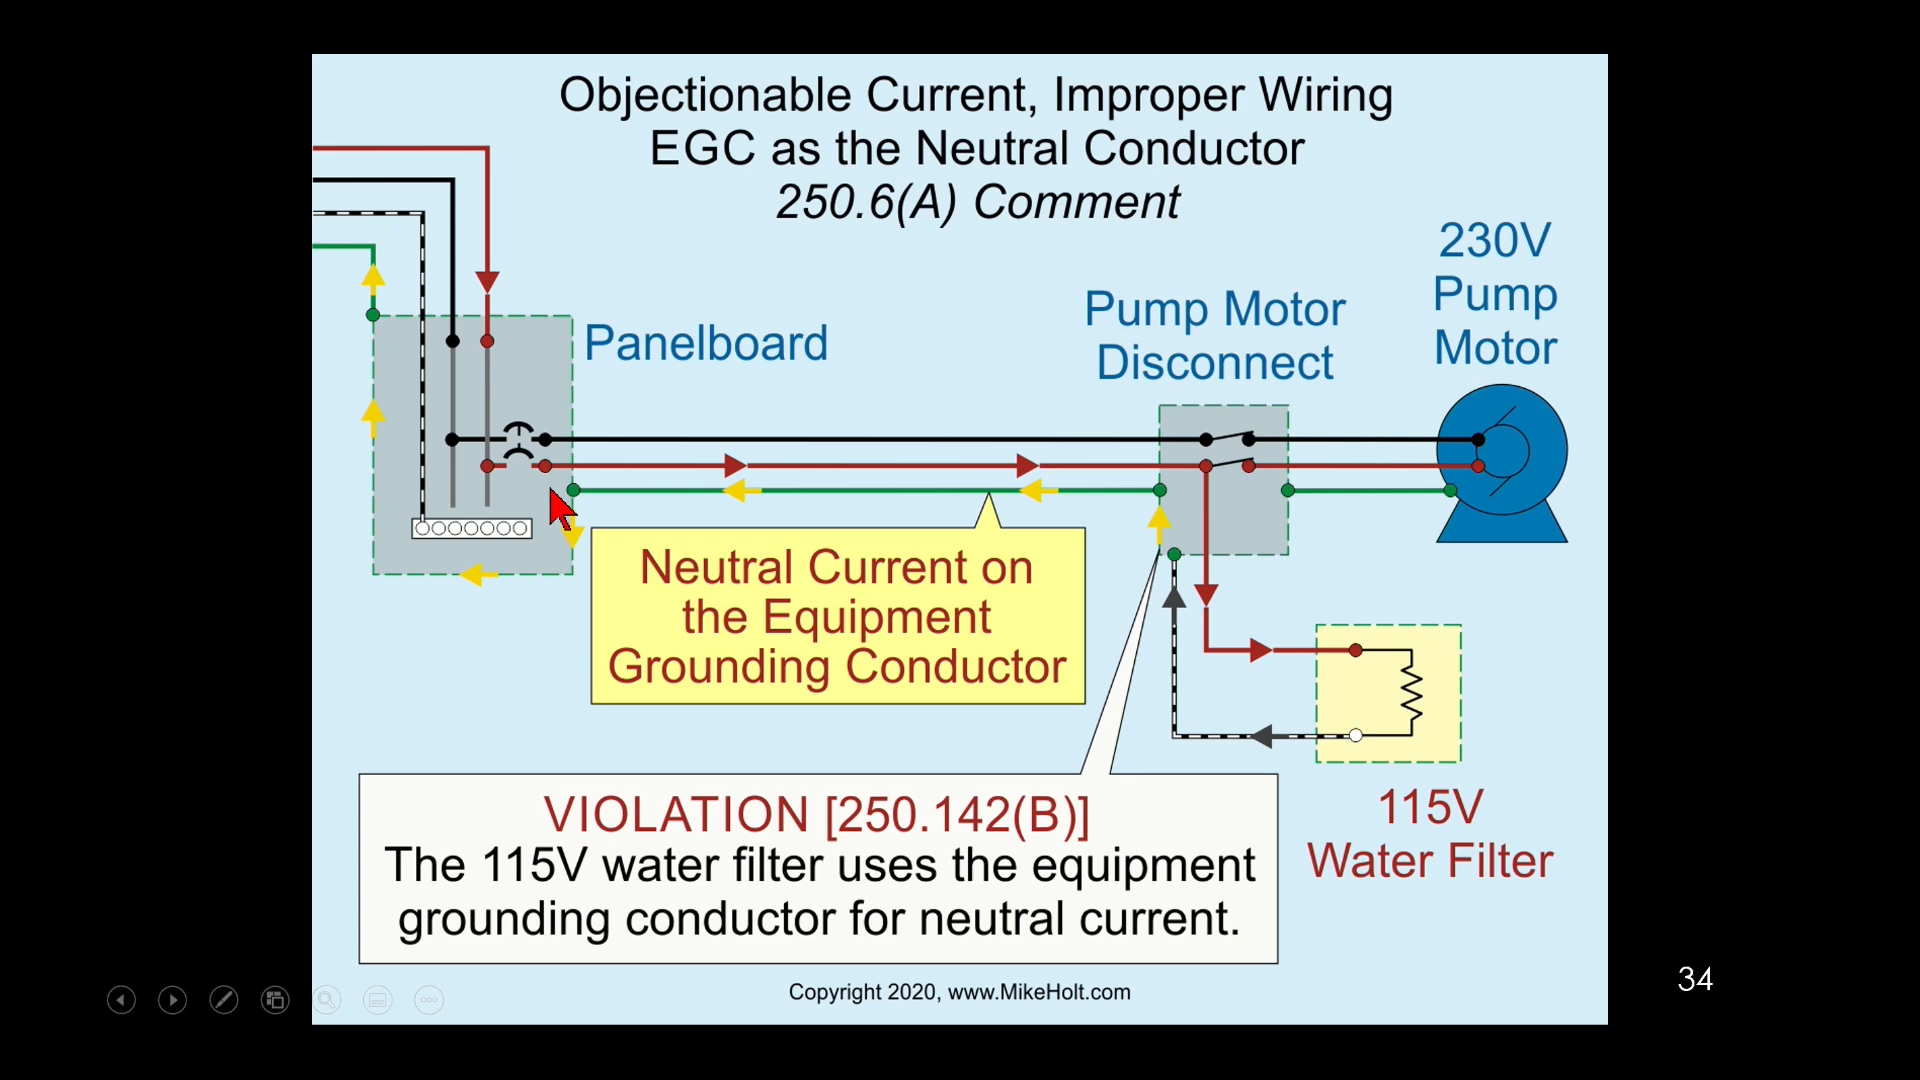 Objectionable Current, Improper Wiring
EGC as the Neutral Conductor
250.6(A) Comment
230V
Pump
Motor
Pump Motor
Disconnect
Panelboard
Neutral Current on
the Equipment
Grounding Conductor
VIOLATION [250.142(B)]
The 115V water filter uses the equipment
grounding conductor for neutral current.
115V
Water Filter
Copyright 2020, www.MikeHolt.com
34